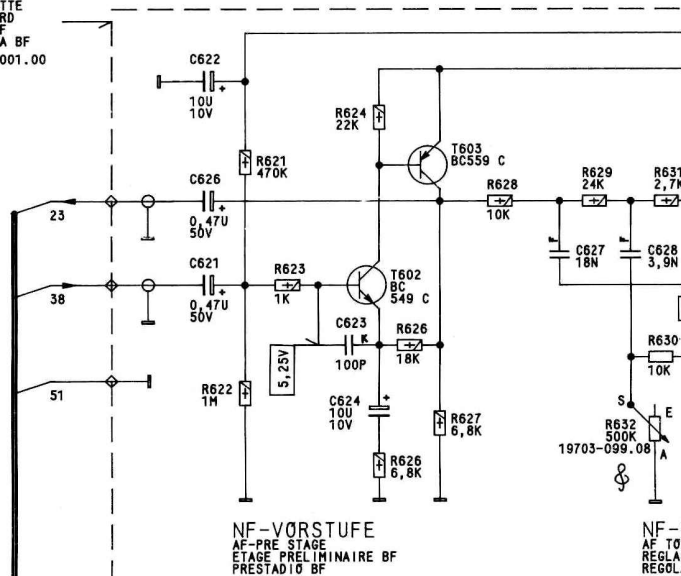 TTE
RD
F
A BF
001.00
C622
10U
10V
R624
22K
T603
BC559 C
R621
470K
C626
0,47U
50V
R628
10K
R629
24K
R631
2,7K
23
C627
18N
C628
3,9N
C621
0,47U
50V
R623
1K
T602
BC
549 C
38
C623
100P
K
R626
18K
5,25V
R630
10K
R622
1M
51
C624
10U
10V
R627
6,8K
S
E
R632
500K
19703-099.08
A
R626
6,8K
NF-VORSTUFE
AF-PRE STAGE
ETAGE PRELIMINAIRE BF
PRESTADIO BF
NF-
AF TO
REGLA
REGOL